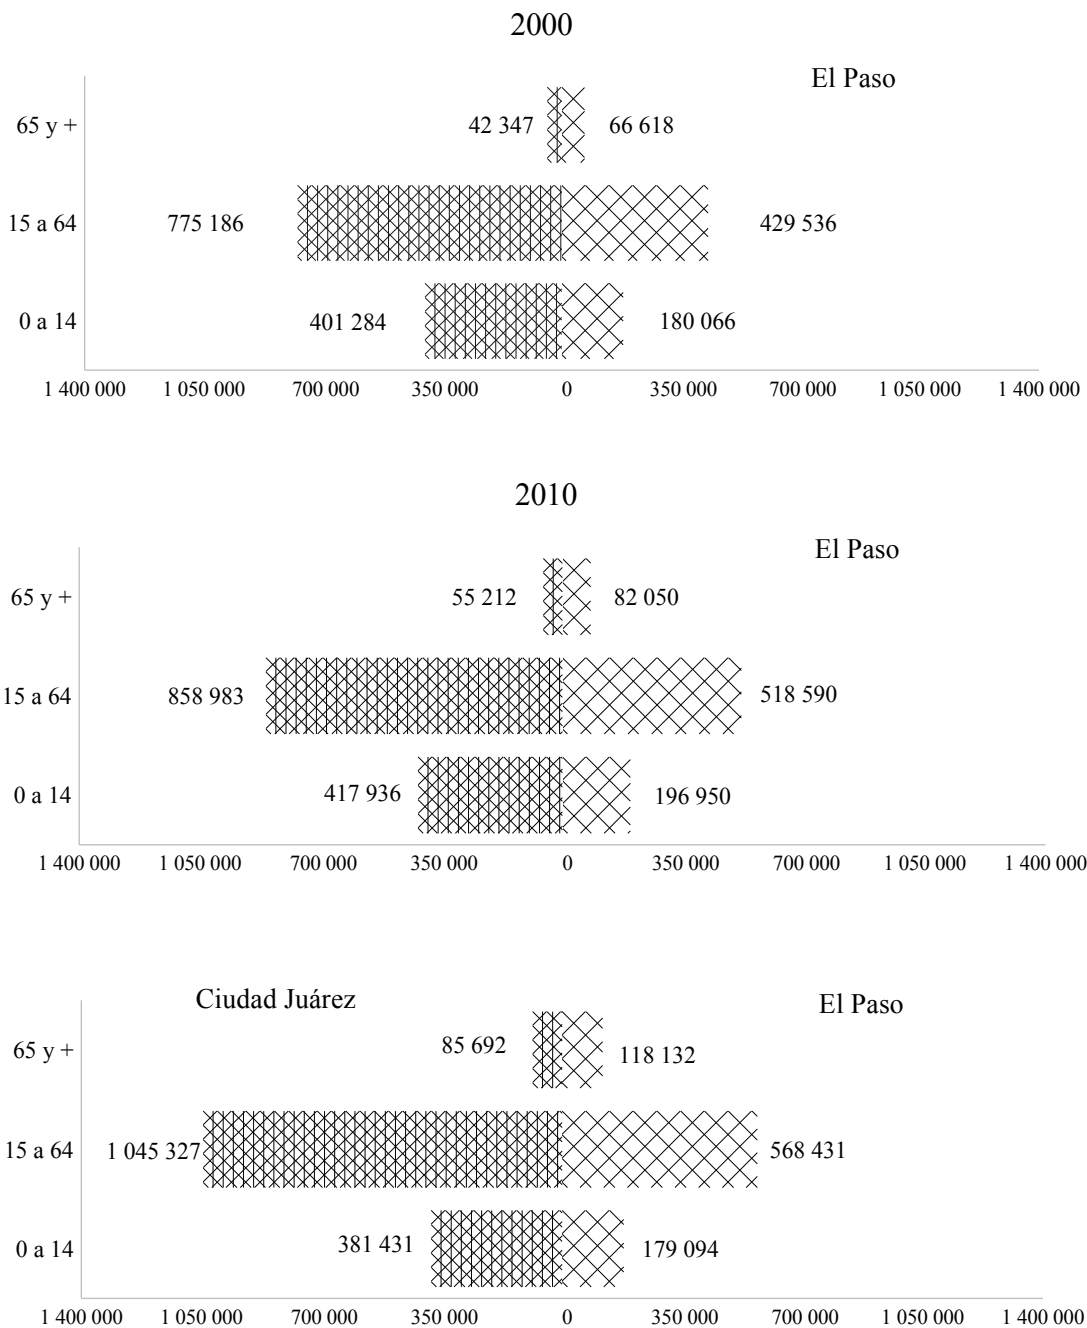 2000
El Paso
65 y + 42 347 66 618
15 a 64 775 186 429 536
0 a 14 401 284 180 066
1 400 000 1 050 000 700 000 350 000 0 350 000 700 000 1 050 000 1 400 000
2010
El Paso
65 y + 55 212 82 050
15 a 64 858 983 518 590
0 a 14 417 936 196 950
1 400 000 1 050 000 700 000 350 000 0 350 000 700 000 1 050 000 1 400 000
Ciudad Juárez El Paso
65 y + 85 692 118 132
15 a 64 1 045 327 568 431
0 a 14 381 431 179 094
1 400 000 1 050 000 700 000 350 000 0 350 000 700 000 1 050 000 1 400 000